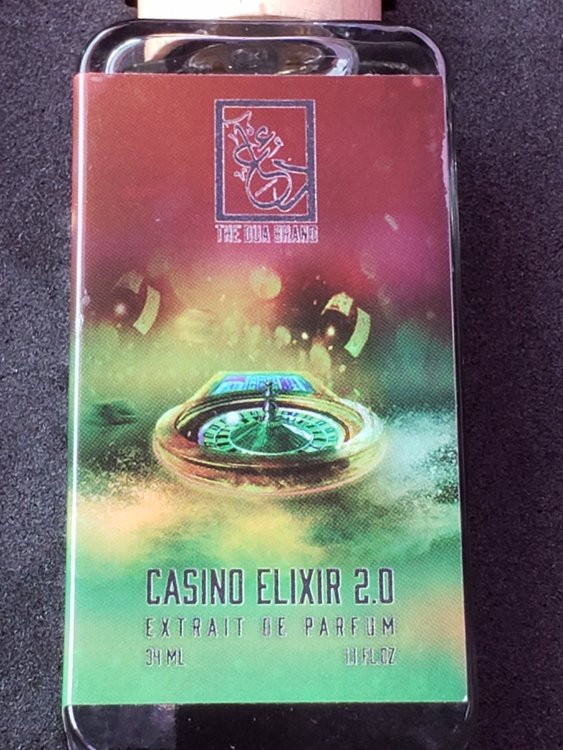 THE DUA BRAND
CASINO ELIXIR 2.0
EXTRAIT DE PARFUM
34 ML
1.1 FL OZ